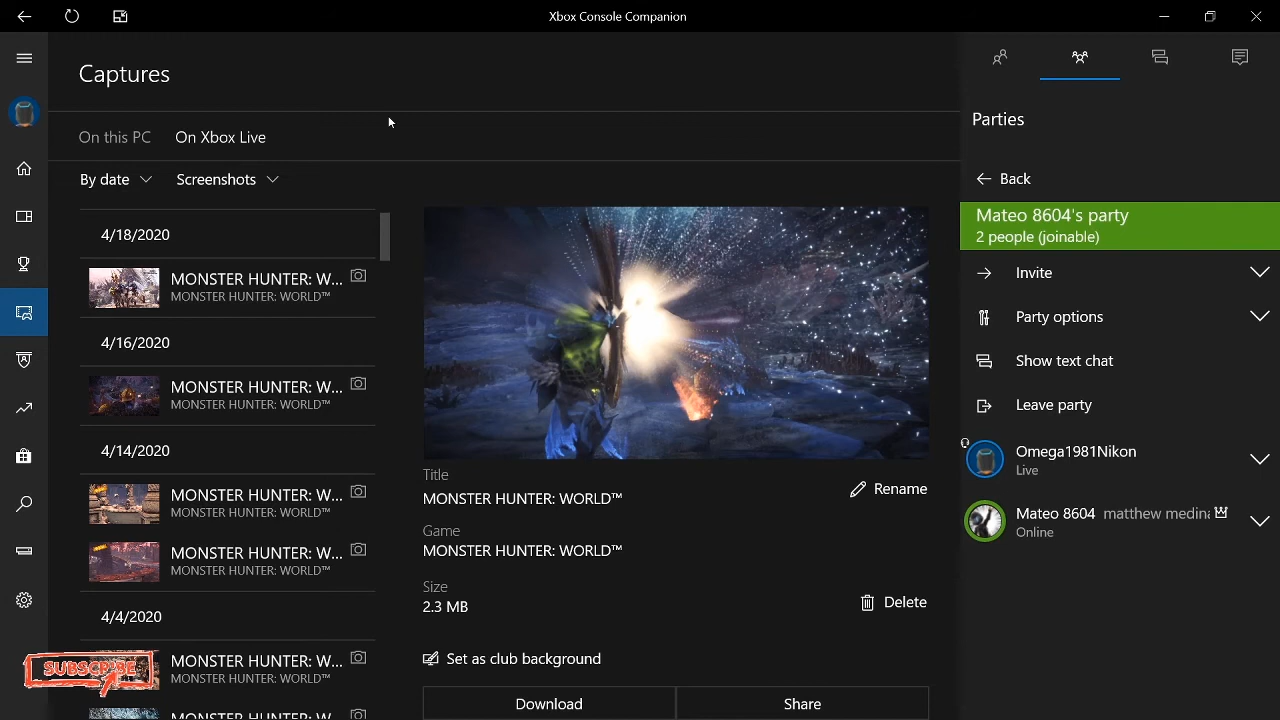 Xbox Console Companion
Captures
On this PC
On Xbox Live
By date
Screenshots
4/18/2020
MONSTER HUNTER: W...
MONSTER HUNTER: WORLD™
4/16/2020
MONSTER HUNTER: W...
MONSTER HUNTER: WORLD™
4/14/2020
MONSTER HUNTER: W...
MONSTER HUNTER: WORLD™
MONSTER HUNTER: W...
MONSTER HUNTER: WORLD™
4/4/2020
MONSTER HUNTER: W...
MONSTER HUNTER: WORLD™
MONSTER HUNTER: W...
SUBSCRIBE
Title
MONSTER HUNTER: WORLD™
Rename
Game
MONSTER HUNTER: WORLD™
Size
2.3 MB
Delete
Set as club background
Download
Share
Parties
Back
Mateo 8604's party
2 people (joinable)
Invite
Party options
Show text chat
Leave party
Omega1981Nikon
Live
Mateo 8604 matthew medina
Online